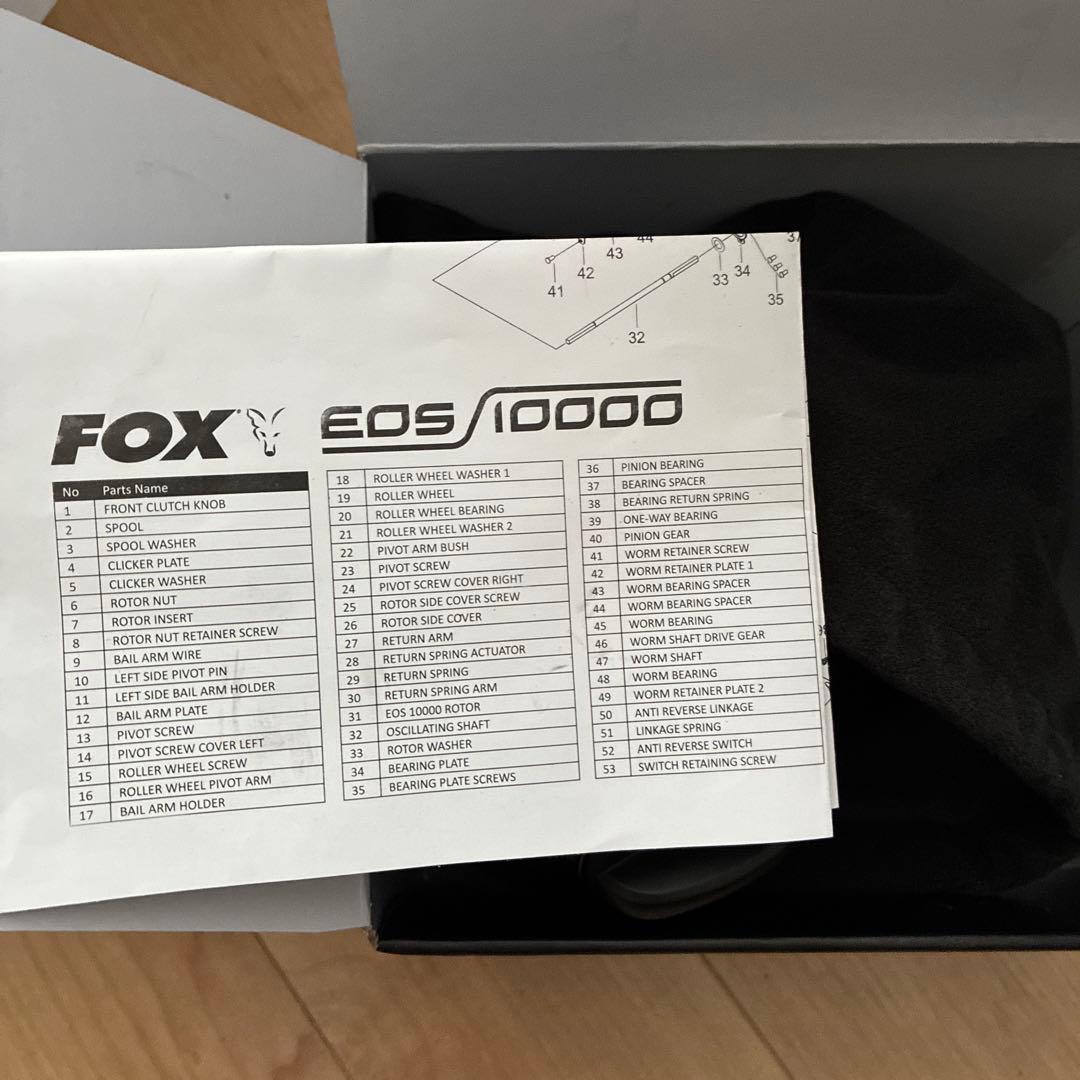 37
44
43
42
41
33
34
35
32
FOX
EOS/10000
No Parts Name
1 FRONT CLUTCH KNOB
2 SPOOL
3 SPOOL WASHER
4 CLICKER PLATE
5 CLICKER WASHER
6 ROTOR NUT
7 ROTOR INSERT
8 ROTOR NUT RETAINER SCREW
9 BAIL ARM WIRE
10 LEFT SIDE PIVOT PIN
11 LEFT SIDE BAIL ARM HOLDER
12 BAIL ARM PLATE
13 PIVOT SCREW
14 PIVOT SCREW COVER LEFT
15 ROLLER WHEEL SCREW
16 ROLLER WHEEL PIVOT ARM
17 BAIL ARM HOLDER
18 ROLLER WHEEL WASHER 1
19 ROLLER WHEEL
20 ROLLER WHEEL BEARING
21 ROLLER WHEEL WASHER 2
22 PIVOT ARM BUSH
23 PIVOT SCREW
24 PIVOT SCREW COVER RIGHT
25 ROTOR SIDE COVER SCREW
26 ROTOR SIDE COVER
27 RETURN ARM
28 RETURN SPRING ACTUATOR
29 RETURN SPRING
30 RETURN SPRING ARM
31 EOS 10000 ROTOR
32 OSCILLATING SHAFT
33 ROTOR WASHER
34 BEARING PLATE
35 BEARING PLATE SCREWS
36 PINION BEARING
37 BEARING SPACER
38 BEARING RETURN SPRING
39 ONE-WAY BEARING
40 PINION GEAR
41 WORM RETAINER SCREW
42 WORM RETAINER PLATE 1
43 WORM BEARING SPACER
44 WORM BEARING SPACER
45 WORM BEARING
46 WORM SHAFT DRIVE GEAR
47 WORM SHAFT
48 WORM BEARING
49 WORM RETAINER PLATE 2
50 ANTI REVERSE LINKAGE
51 LINKAGE SPRING
52 ANTI REVERSE SWITCH
53 SWITCH RETAINING SCREW